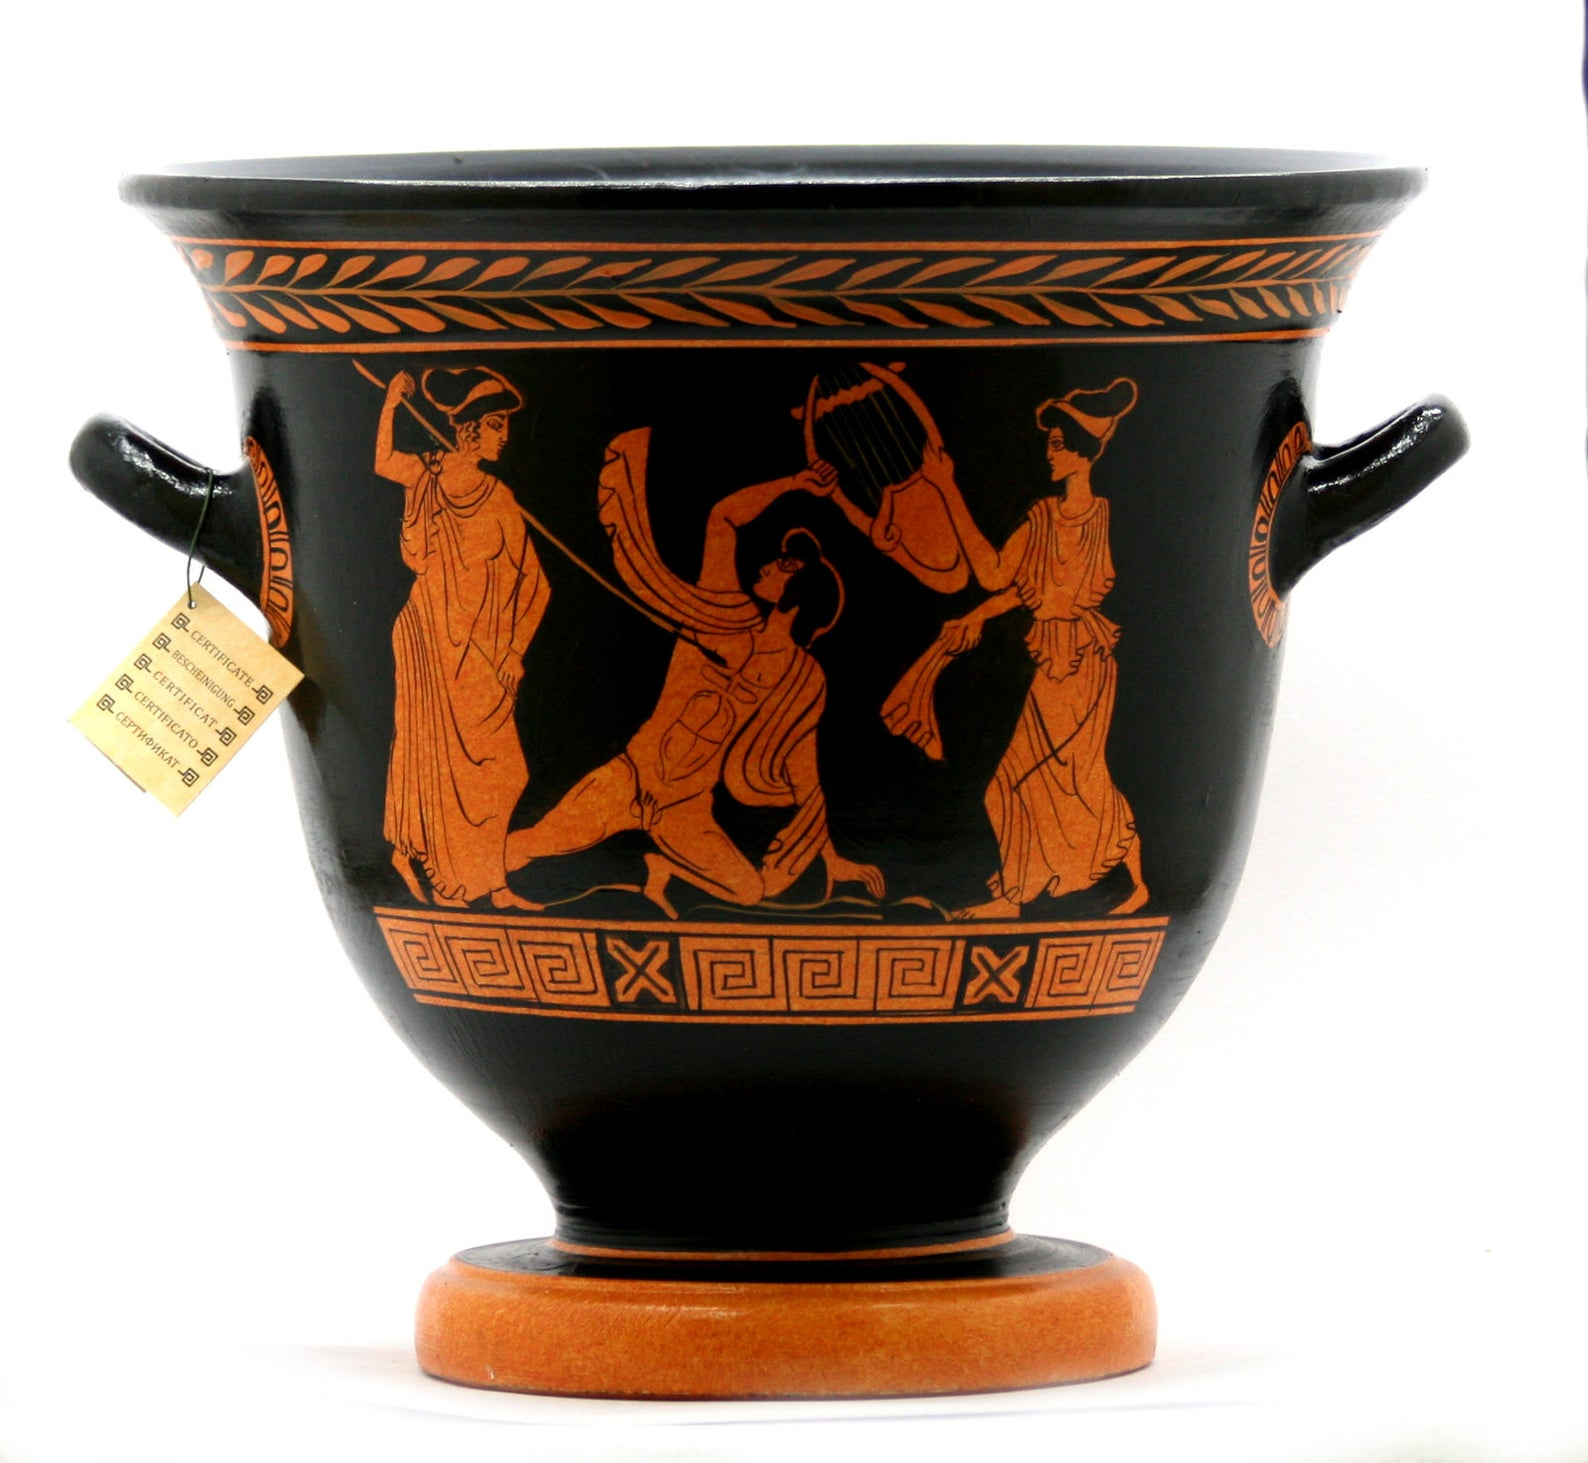 CERTIFICATE
BESCHEINIGUNG
CERTIFICAT
CERTIFICATO
СЕРТИФИКАТ